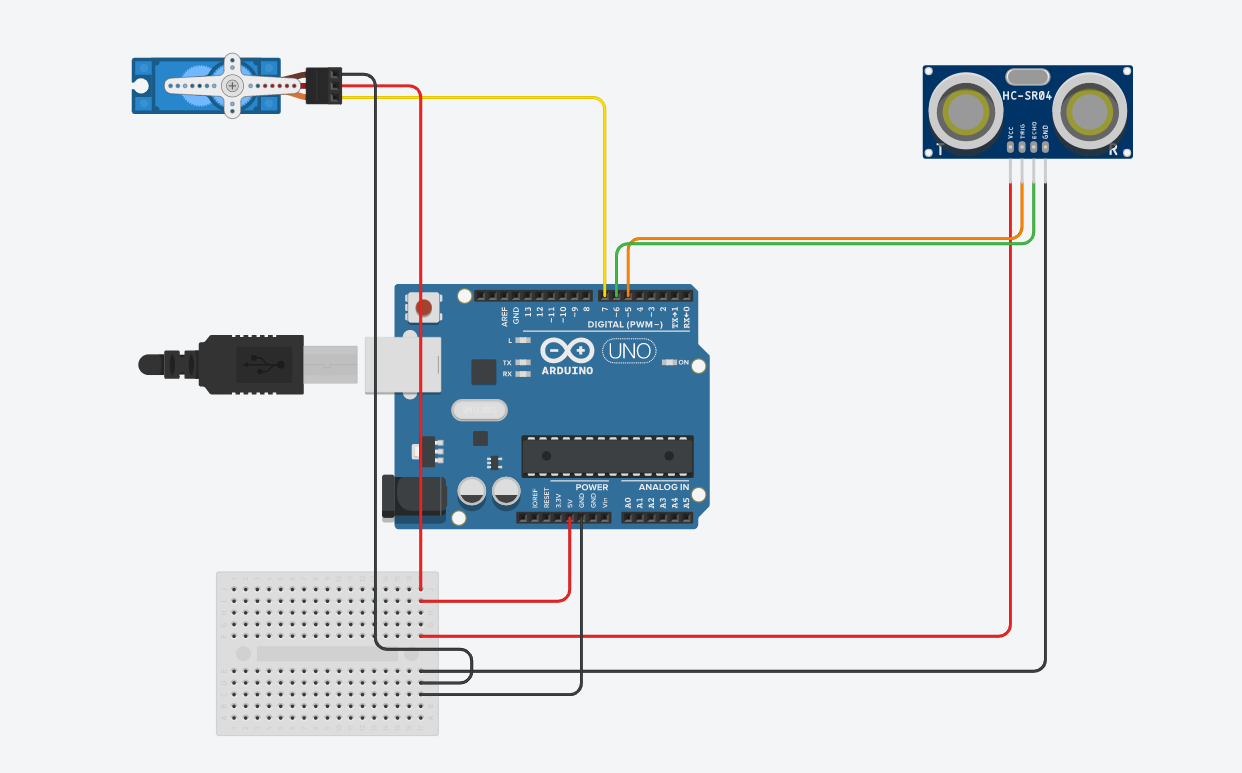 HC-SR04
VCC
TRIG
ECHO
GND
T
R
AREF
GND
13
12
~11
~10
~9
8
7
~6
~5
4
~3
2
TX→1
RX←0
DIGITAL (PWM~)
L
TX
RX
ARDUINO
UNO
ON
POWER
ANALOG IN
IOREF
RESET
3.3V
5V
GND
GND
Vin
A0
A1
A2
A3
A4
A5